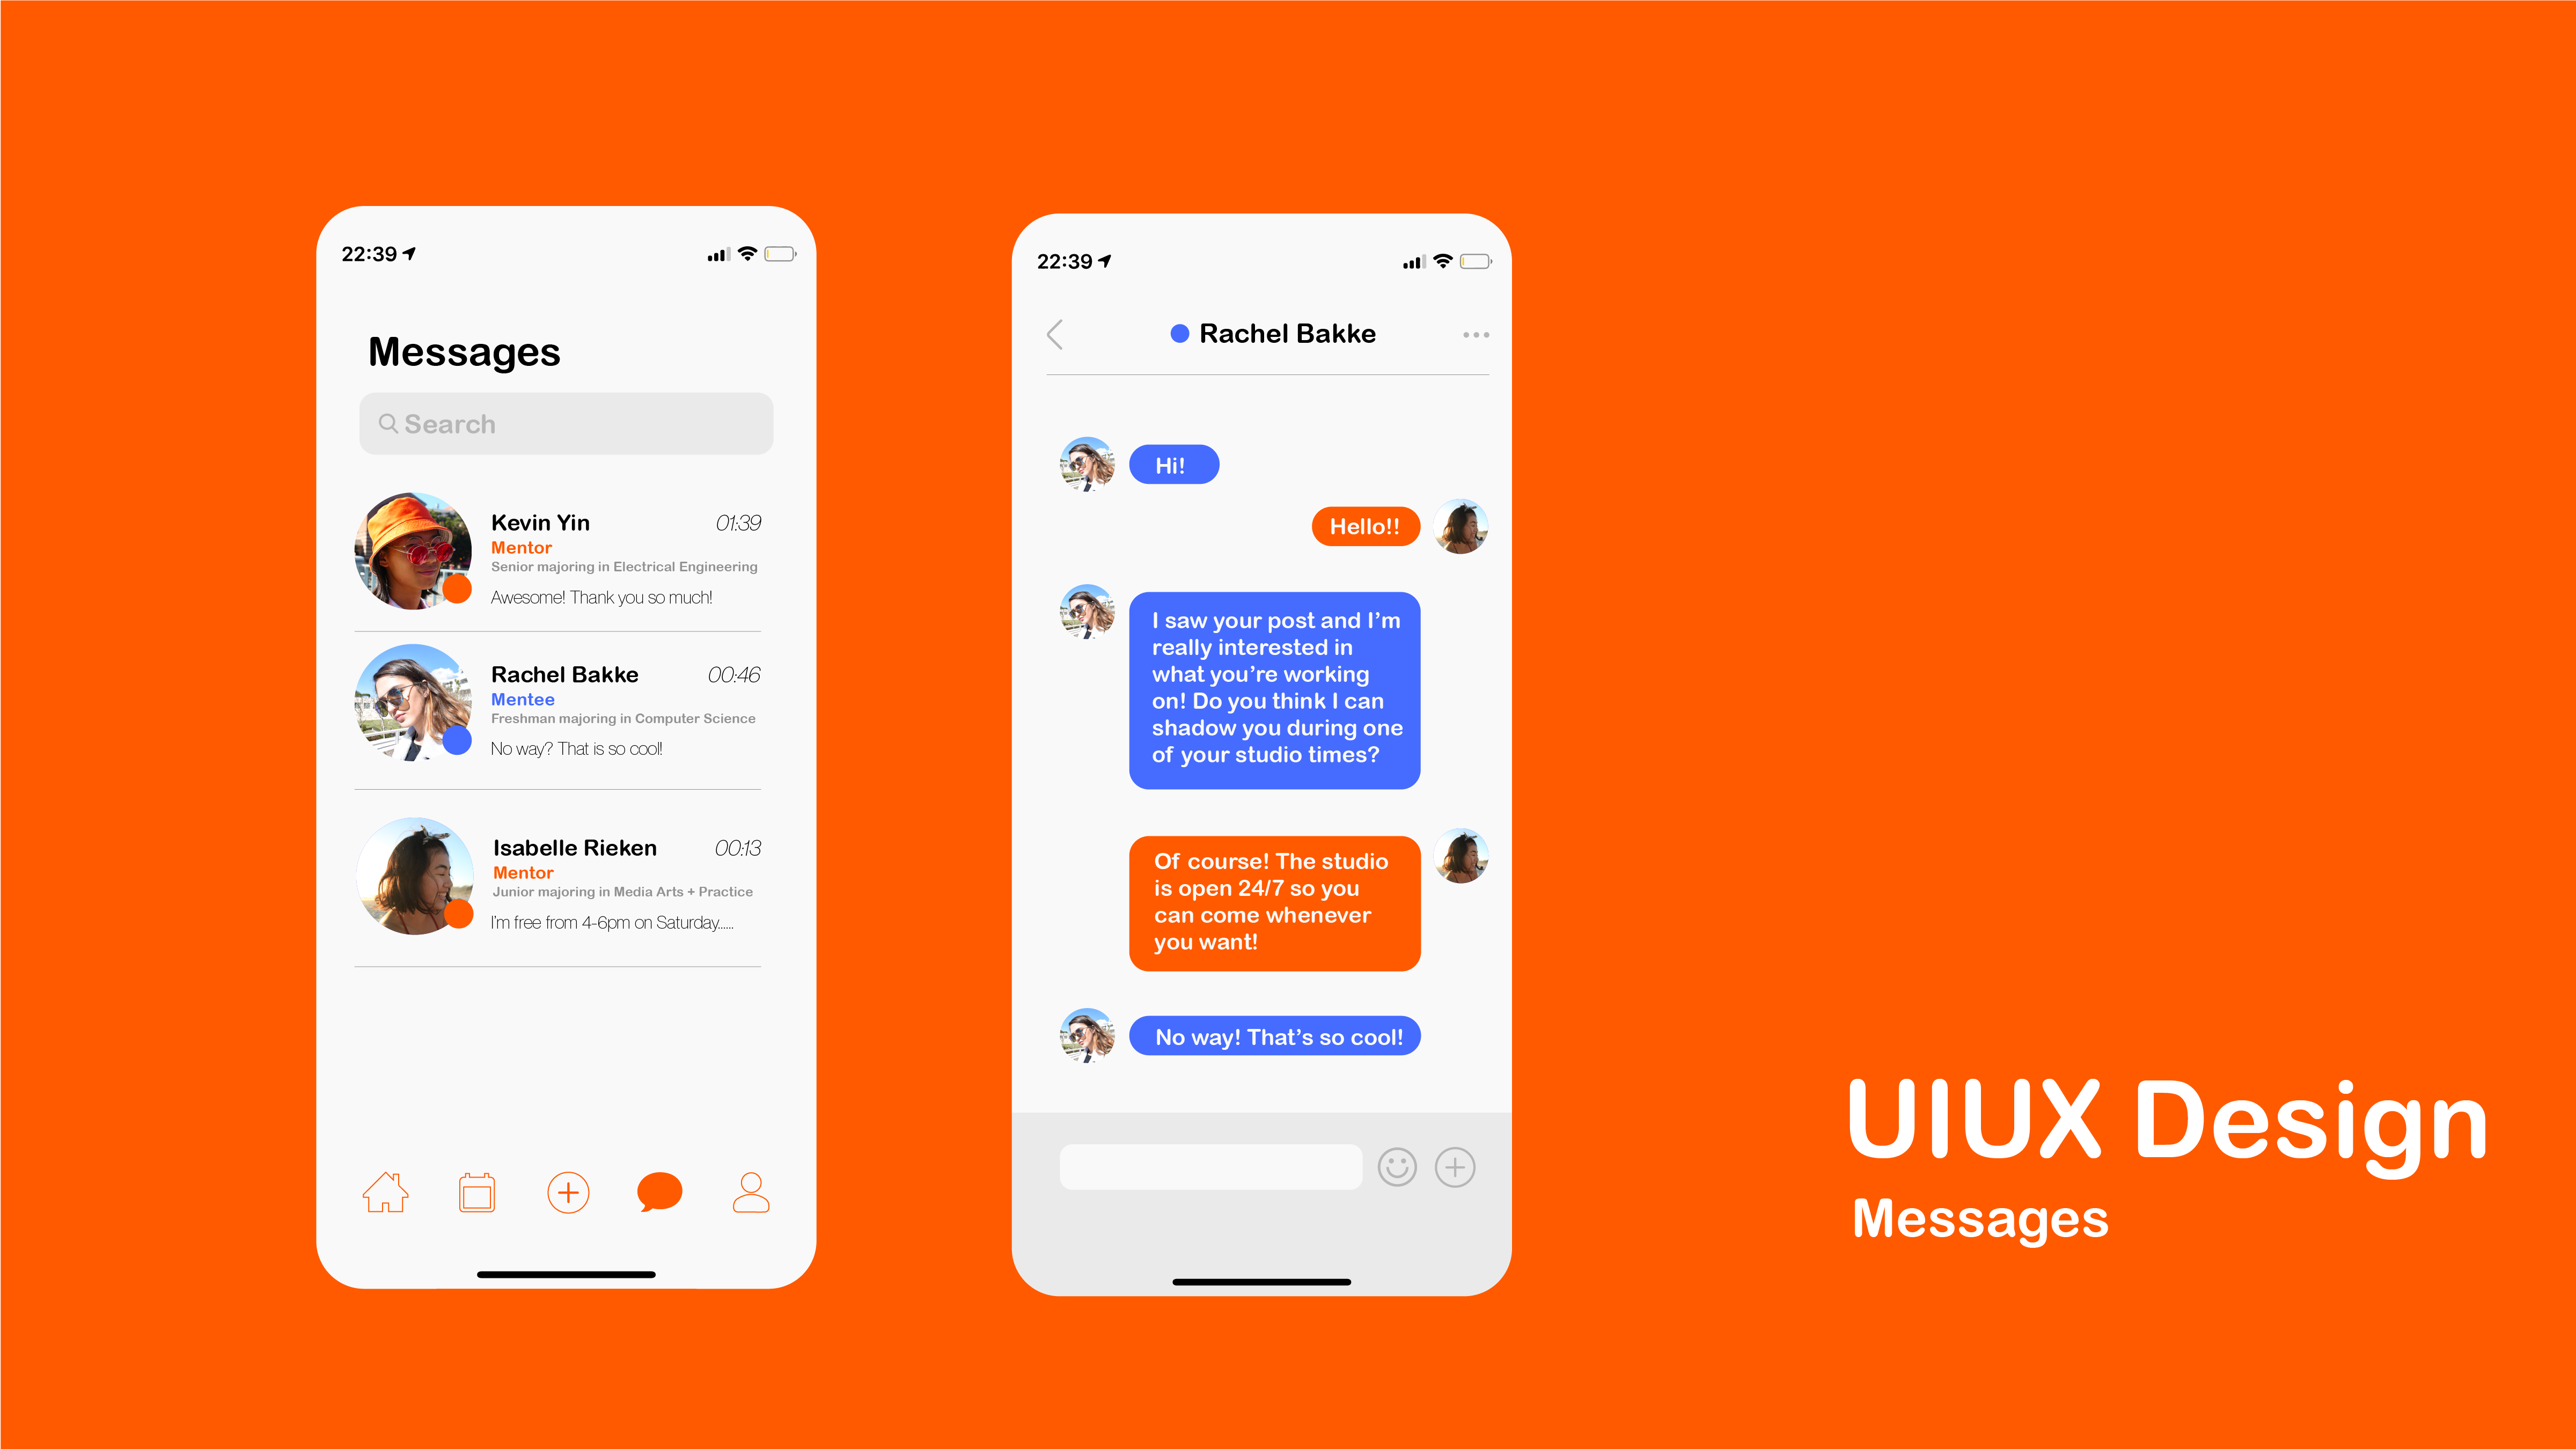 22:39
Messages
Search
Kevin Yin 01:39
Mentor
Senior majoring in Electrical Engineering
Awesome! Thank you so much!
Rachel Bakke 00:46
Mentee
Freshman majoring in Computer Science
No way? That is so cool!
Isabelle Rieken 00:13
Mentor
Junior majoring in Media Arts + Practice
I'm free from 4-6pm on Saturday......
22:39
Rachel Bakke
Hi!
Hello!!
I saw your post and I’m
really interested in
what you’re working
on! Do you think I can
shadow you during one
of your studio times?
Of course! The studio
is open 24/7 so you
can come whenever
you want!
No way! That’s so cool!
UIUX Design
Messages